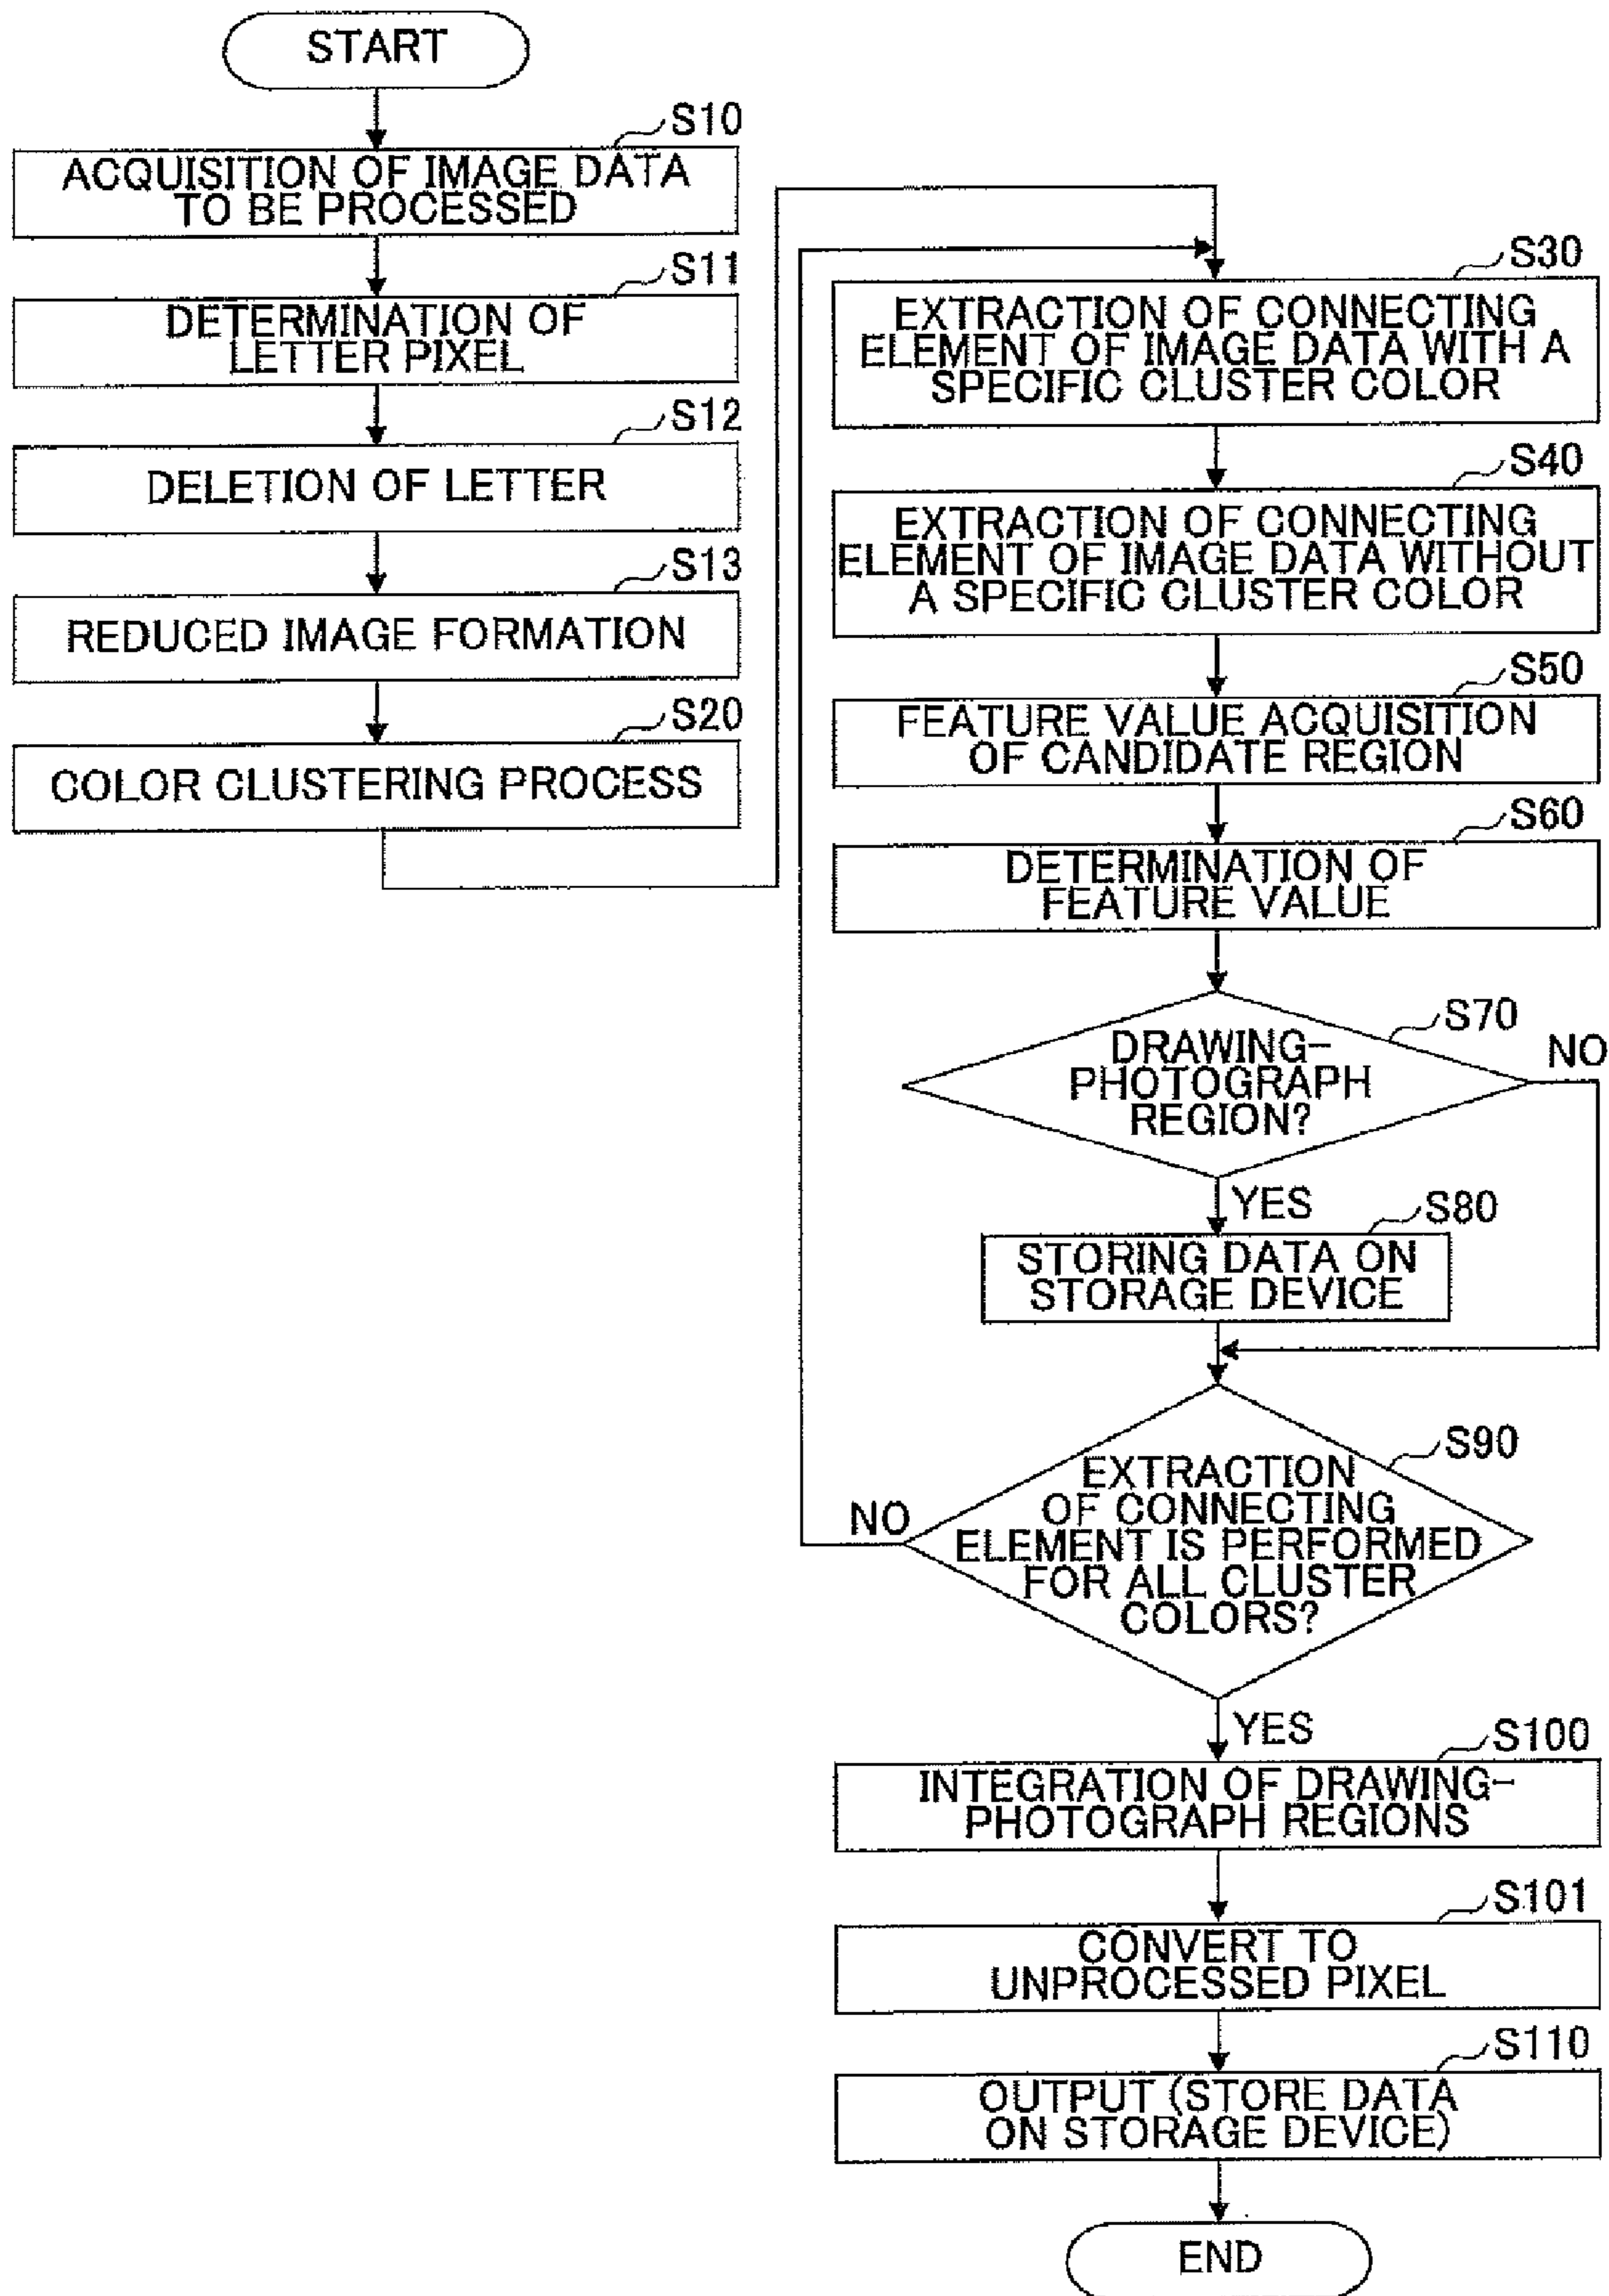 START
S10
ACQUISITION OF IMAGE DATA
TO BE PROCESSED
S11
DETERMINATION OF
LETTER PIXEL
S12
DELETION OF LETTER
S13
REDUCED IMAGE FORMATION
S20
COLOR CLUSTERING PROCESS
S30
EXTRACTION OF CONNECTING
ELEMENT OF IMAGE DATA WITH A
SPECIFIC CLUSTER COLOR
S40
EXTRACTION OF CONNECTING
ELEMENT OF IMAGE DATA WITHOUT
A SPECIFIC CLUSTER COLOR
S50
FEATURE VALUE ACQUISITION
OF CANDIDATE REGION
S60
DETERMINATION OF
FEATURE VALUE
S70
DRAWING-
PHOTOGRAPH
REGION?
NO
YES
S80
STORING DATA ON
STORAGE DEVICE
S90
EXTRACTION
OF CONNECTING
ELEMENT IS PERFORMED
FOR ALL CLUSTER
COLORS?
NO
YES
S100
INTEGRATION OF DRAWING-
PHOTOGRAPH REGIONS
S101
CONVERT TO
UNPROCESSED PIXEL
S110
OUTPUT (STORE DATA
ON STORAGE DEVICE)
END